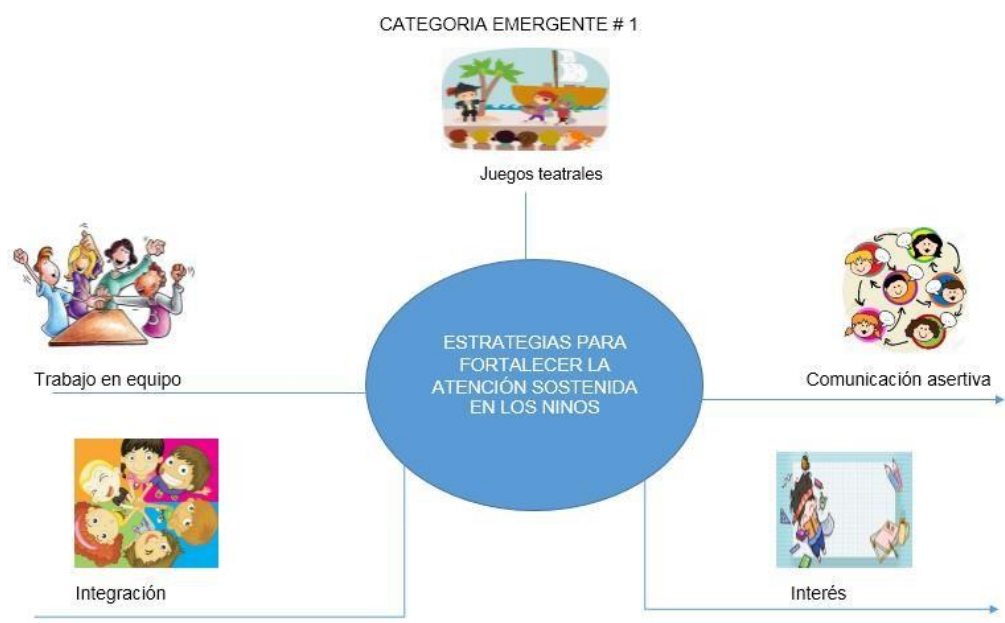 CATEGORIA EMERGENTE # 1
Juegos teatrales
ESTRATEGIAS PARA
FORTALECER LA
ATENCIÓN SOSTENIDA
EN LOS NINOS
Trabajo en equipo
Comunicación asertiva
Integración
Interés